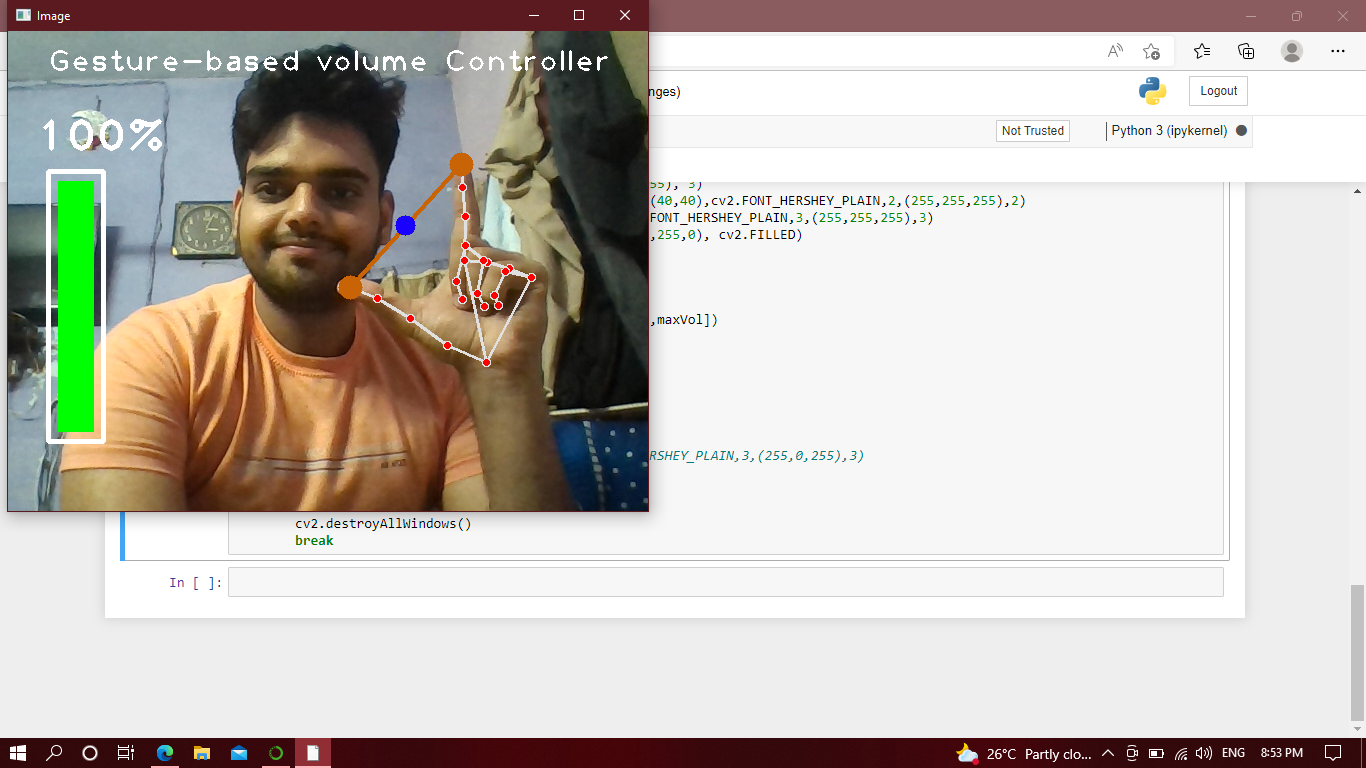 Image
Gesture-based volume Controller
100%
nges)
Logout
Not Trusted
Python 3 (ipykernel)
55), 3)
(40,40),cv2.FONT_HERSHEY_PLAIN,2,(255,255,255),2)
FONT_HERSHEY_PLAIN,3,(255,255,255),3)
,255,0), cv2.FILLED)
,maxVol])
RSHEY_PLAIN,3,(255,0,255),3)
cv2.destroyAllWindows()
break
In [ ]:
26°C Partly clo...
ENG
8:53 PM